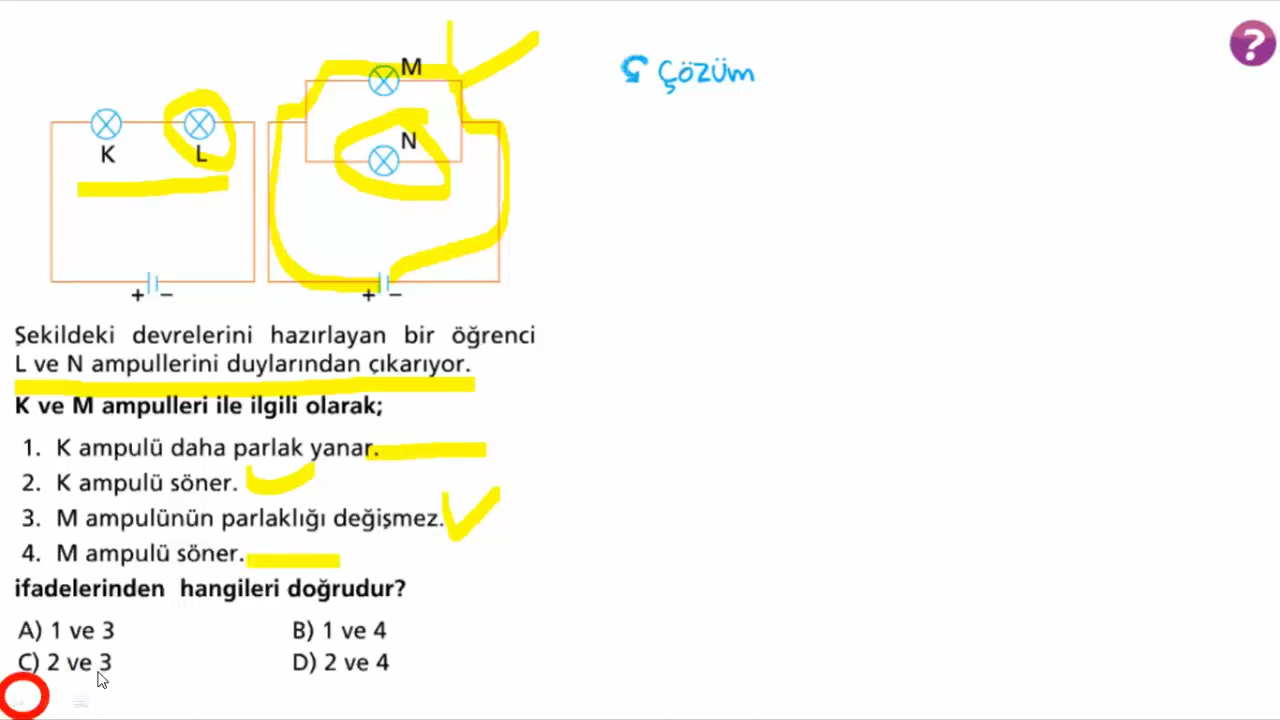 M
K
L
N
+ −
+ −
?
Çözüm
Şekildeki devrelerini hazırlayan bir öğrenci
L ve N ampullerini duylarından çıkarıyor.
K ve M ampulleri ile ilgili olarak;
1. K ampulü daha parlak yanar.
2. K ampulü söner.
3. M ampulünün parlaklığı değişmez.
4. M ampulü söner.
ifadelerinden hangileri doğrudur?
A) 1 ve 3
B) 1 ve 4
C) 2 ve 3
D) 2 ve 4